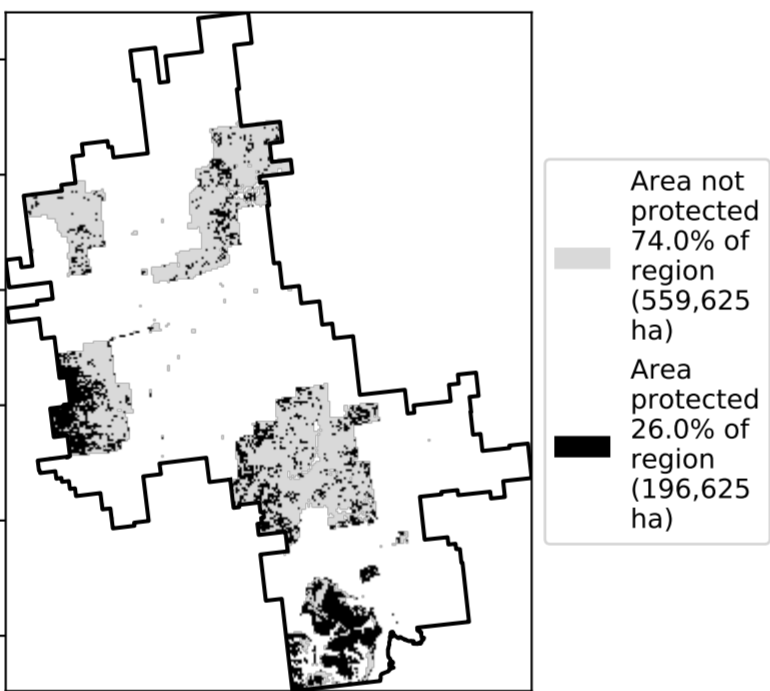 Area not
protected
74.0% of
region
(559,625
ha)
Area
protected
26.0% of
region
(196,625
ha)